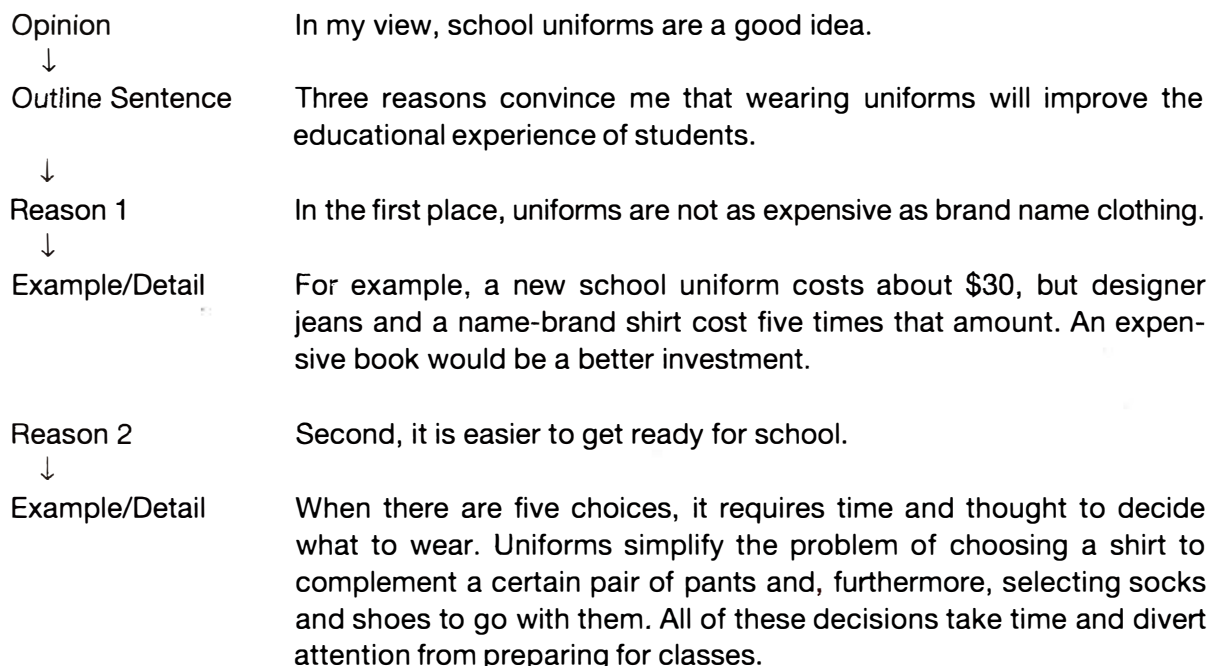 Opinion In my view, school uniforms are a good idea.
↓
Outline Sentence Three reasons convince me that wearing uniforms will improve the
educational experience of students.
↓
Reason 1 In the first place, uniforms are not as expensive as brand name clothing.
↓
Example/Detail For example, a new school uniform costs about $30, but designer
jeans and a name-brand shirt cost five times that amount. An expen-
sive book would be a better investment.
Reason 2 Second, it is easier to get ready for school.
↓
Example/Detail When there are five choices, it requires time and thought to decide
what to wear. Uniforms simplify the problem of choosing a shirt to
complement a certain pair of pants and, furthermore, selecting socks
and shoes to go with them. All of these decisions take time and divert
attention from preparing for classes.